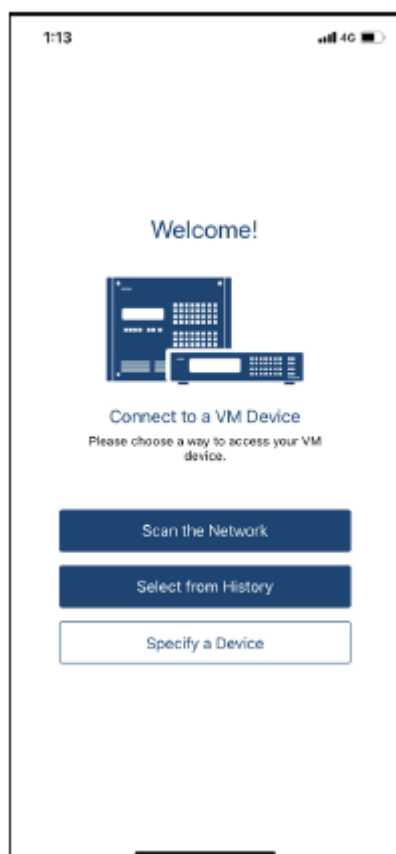 1:13
4G
Welcome!
Connect to a VM Device
Please choose a way to access your VM
device.
Scan the Network
Select from History
Specify a Device